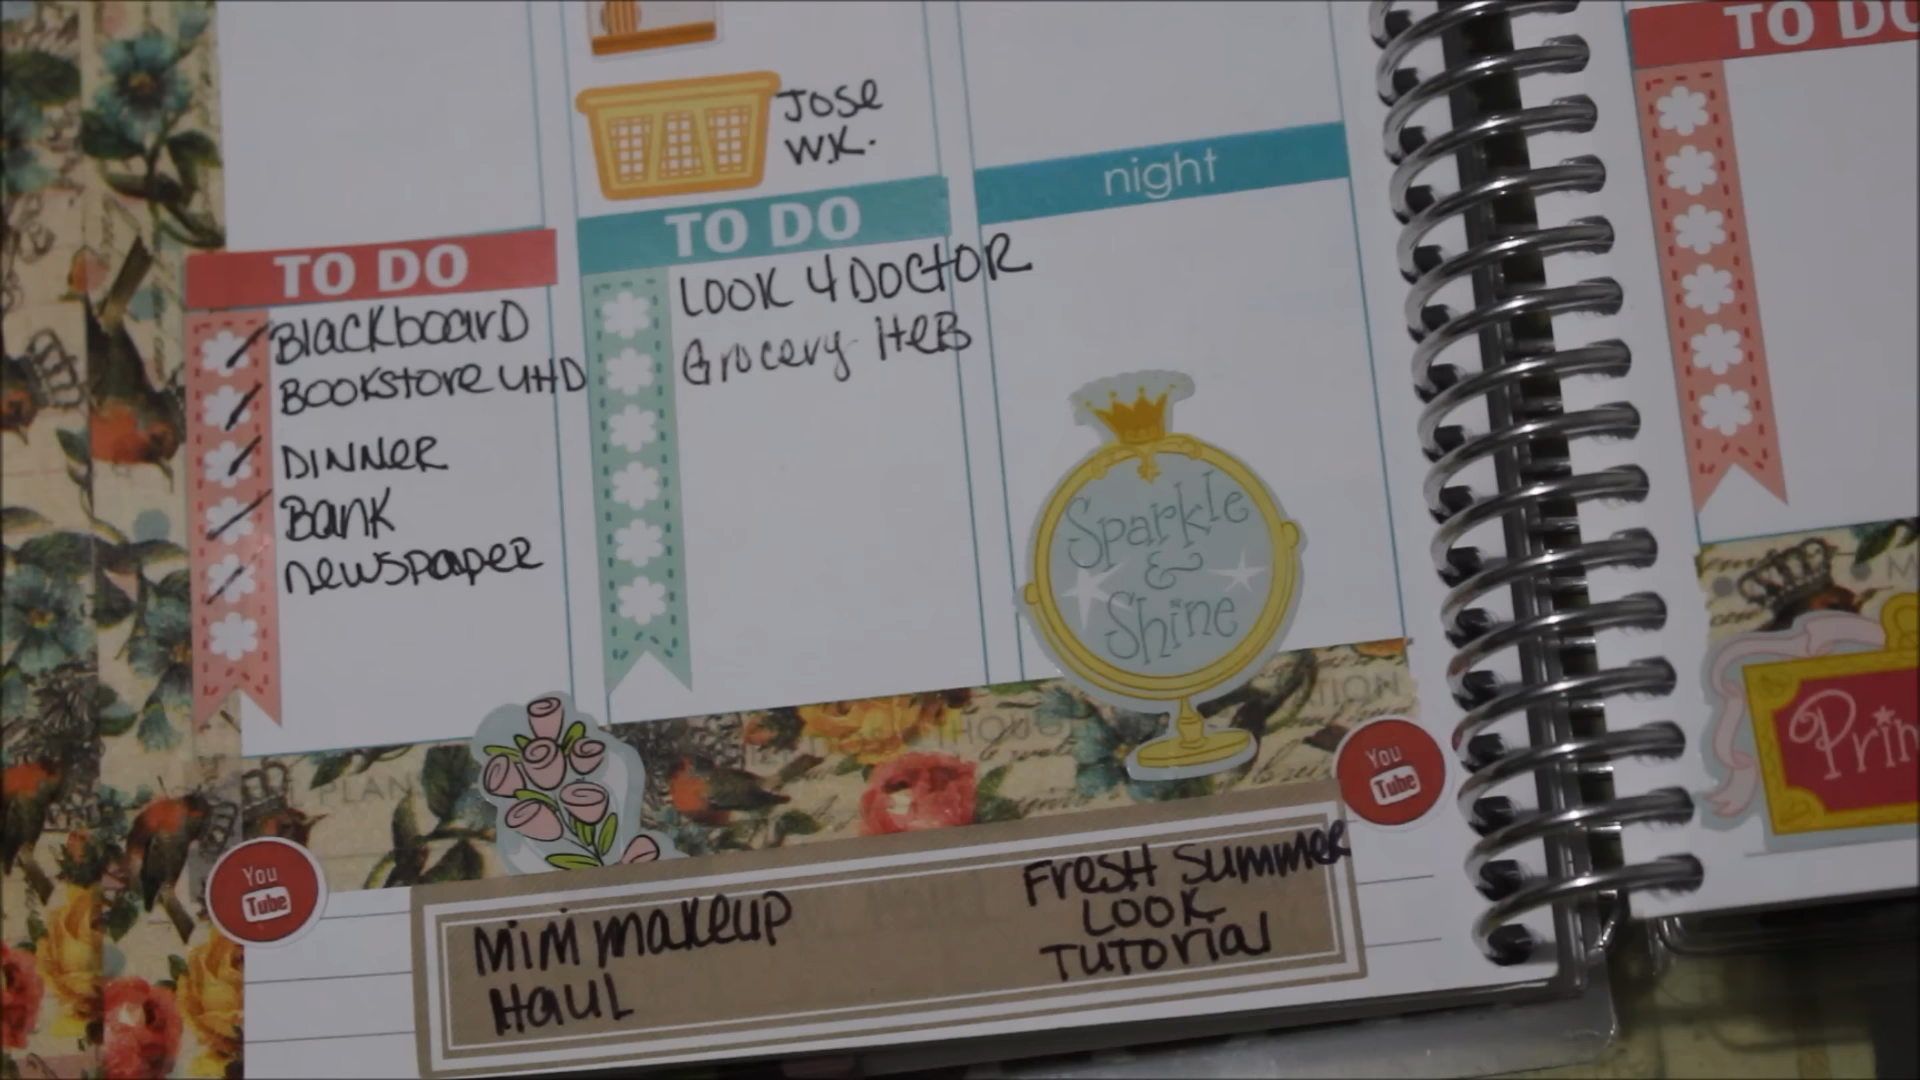 Jose
W.K.
night
TO DO
TO DO
TO DO
BlackboarD
Bookstore UHD
DINNER
Bank
newspaper
LOOK 4 DOCtOR
Grocery HEB
Sparkle
&
Shine
You
Tube
You
Tube
Prin
PLAN
MiM makeup
Haul
FResH Summer
LOOK
Tutorial